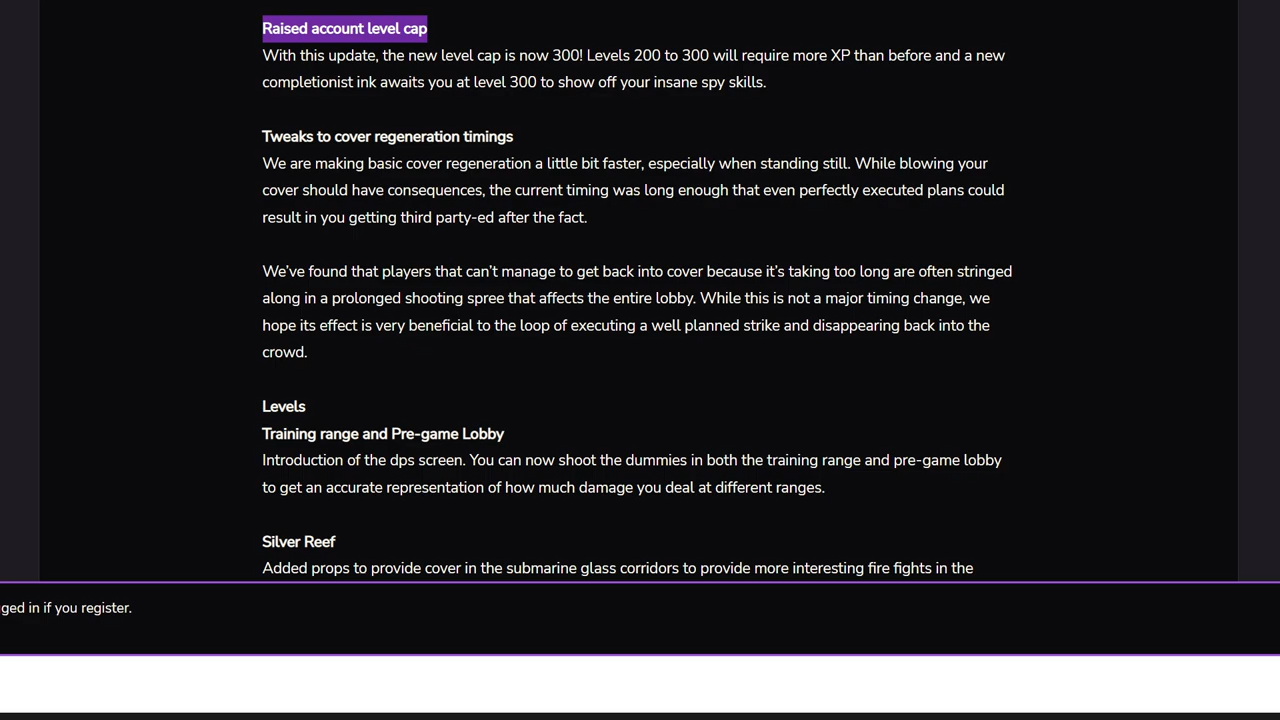 Raised account level cap
With this update, the new level cap is now 300! Levels 200 to 300 will require more XP than before and a new
completionist ink awaits you at level 300 to show off your insane spy skills.
Tweaks to cover regeneration timings
We are making basic cover regeneration a little bit faster, especially when standing still. While blowing your
cover should have consequences, the current timing was long enough that even perfectly executed plans could
result in you getting third party-ed after the fact.
We’ve found that players that can’t manage to get back into cover because it’s taking too long are often stringed
along in a prolonged shooting spree that affects the entire lobby. While this is not a major timing change, we
hope its effect is very beneficial to the loop of executing a well planned strike and disappearing back into the
crowd.
Levels
Training range and Pre-game Lobby
Introduction of the dps screen. You can now shoot the dummies in both the training range and pre-game lobby
to get an accurate representation of how much damage you deal at different ranges.
Silver Reef
Added props to provide cover in the submarine glass corridors to provide more interesting fire fights in the
ged in if you register.